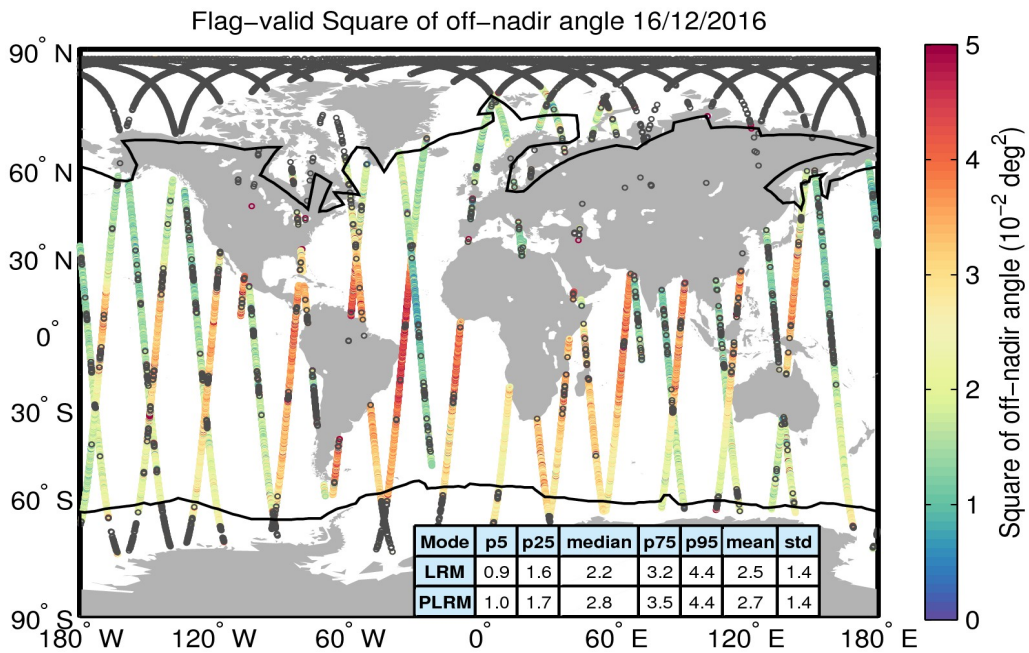 Flag-valid Square of off-nadir angle 16/12/2016
90° N
60° N
30° N
0°
30° S
60° S
90° S
180° W
120° W
60° W
0°
60° E
120° E
180° E
Mode p5 p25 median p75 p95 mean std
LRM 0.9 1.6 2.2 3.2 4.4 2.5 1.4
PLRM 1.0 1.7 2.8 3.5 4.4 2.7 1.4
5
4
3
2
1
0
Square of off-nadir angle (10⁻² deg²)